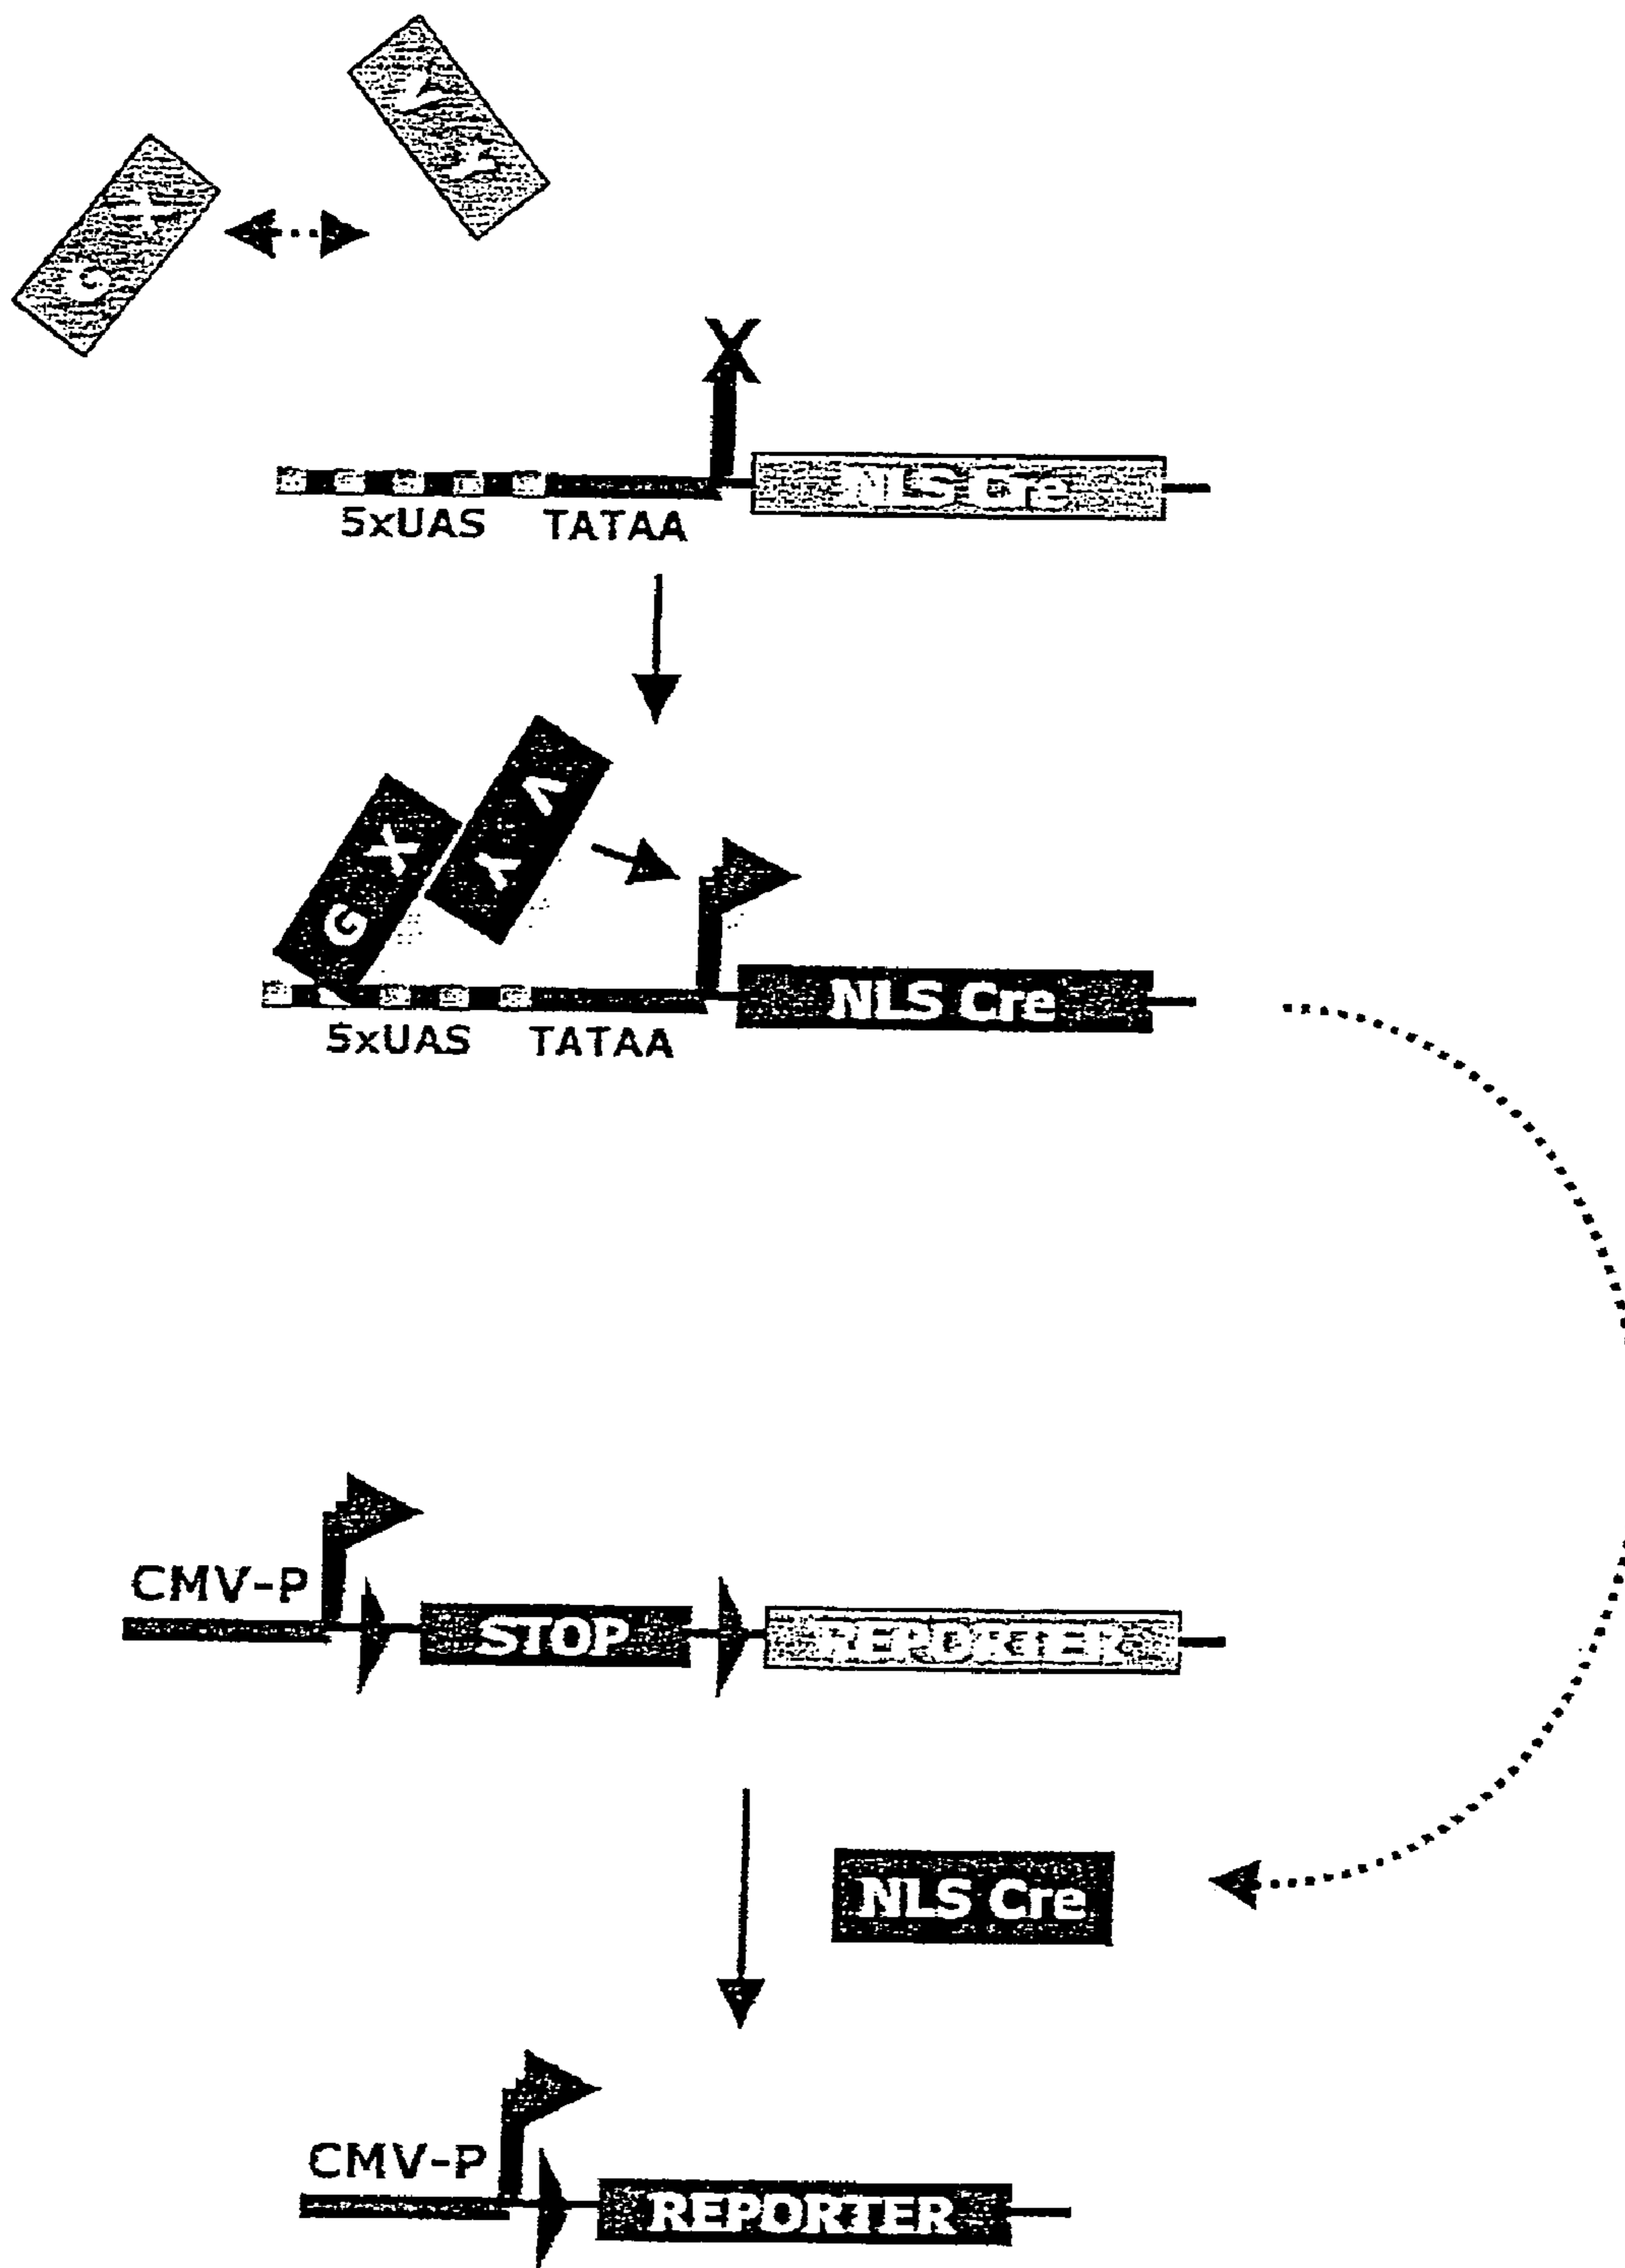 G X
Y V
X
NLS Cre
5xUAS TATAA
G X
Y V
NLS Cre
5xUAS TATAA
CMV-P
STOP
REPORTER
NLS Cre
CMV-P
REPORTER